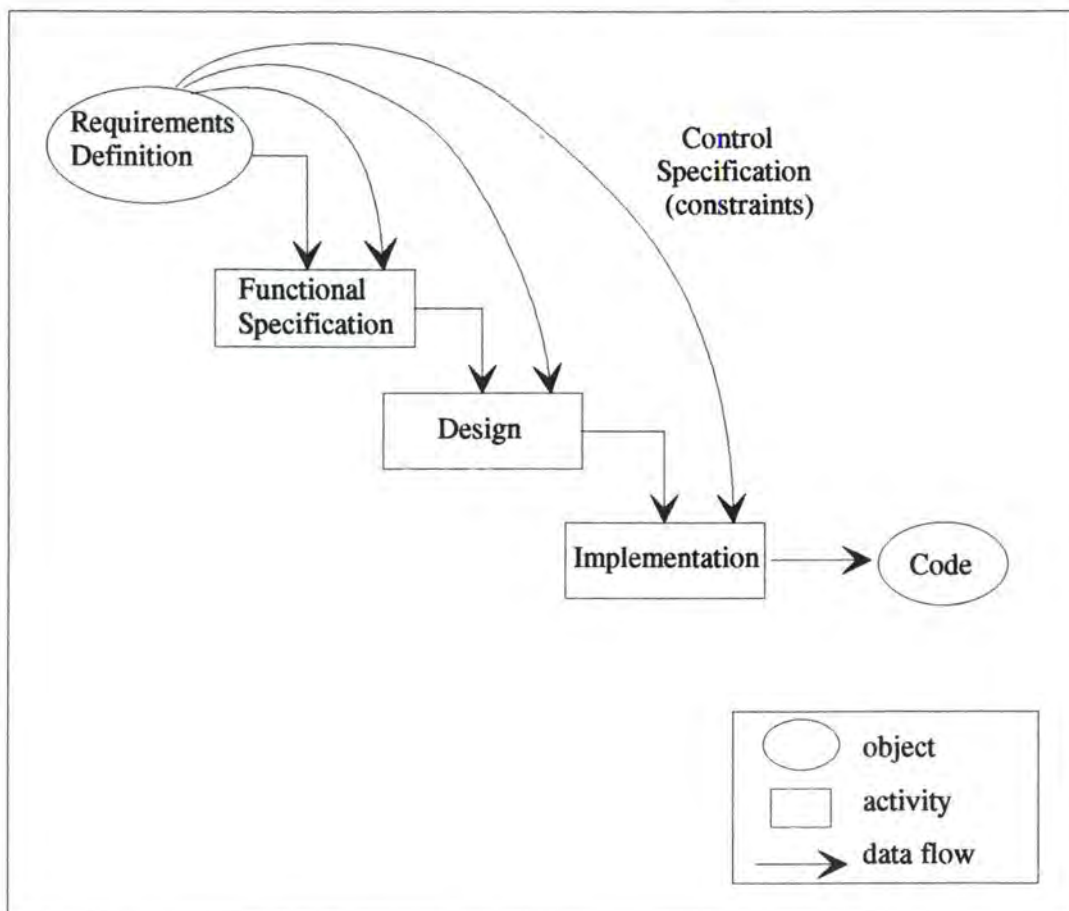 Requirements
Definition
Control
Specification
(constraints)
Functional
Specification
Design
Implementation
Code
object
activity
data flow